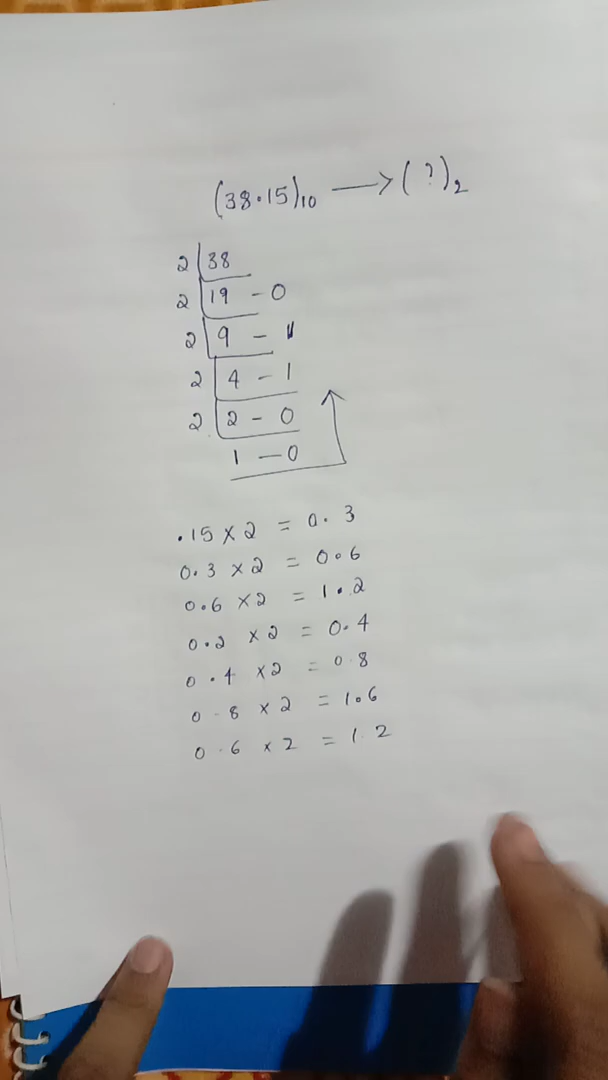 (38.15)10 → ( ? )2
2 | 38
2 | 19 - 0
2 | 9 - 1
2 | 4 - 1
2 | 2 - 0
1 - 0
.15 × 2 = 0.3
0.3 × 2 = 0.6
0.6 × 2 = 1.2
0.2 × 2 = 0.4
0.4 × 2 = 0.8
0.8 × 2 = 1.6
0.6 × 2 = 1.2